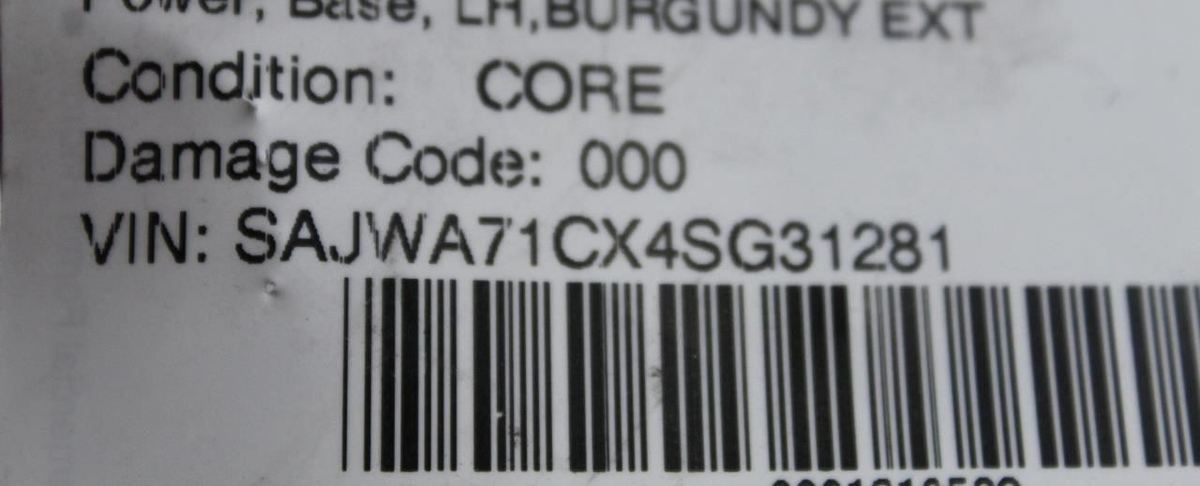 Power, Base, LH,BURGUNDY EXT
Condition: CORE
Damage Code: 000
VIN: SAJWA71CX4SG31281